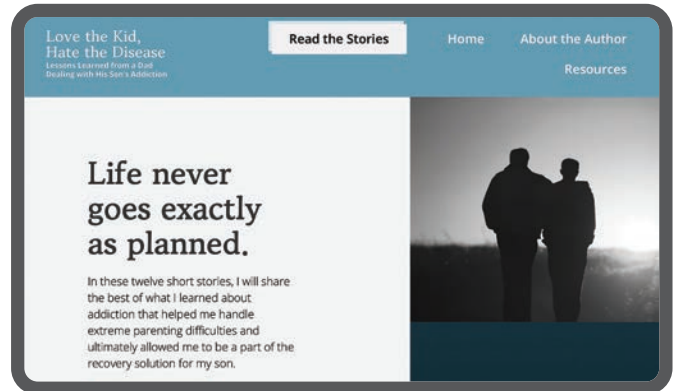 Love the Kid,
Hate the Disease
Lessons Learned from a Dad
Dealing with His Son's Addiction
Read the Stories
Home
About the Author
Resources
Life never
goes exactly
as planned.
In these twelve short stories, I will share
the best of what I learned about
addiction that helped me handle
extreme parenting difficulties and
ultimately allowed me to be a part of the
recovery solution for my son.